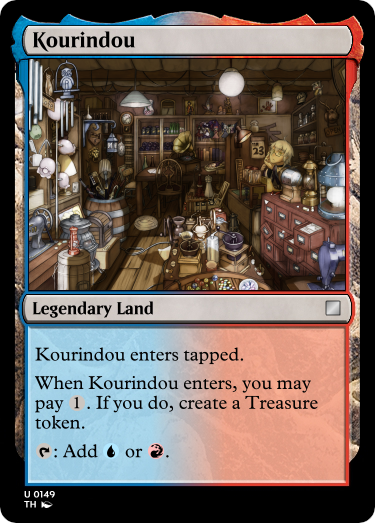 Kourindou
23
Legendary Land
Kourindou enters tapped.
When Kourindou enters, you may
pay 1. If you do, create a Treasure
token.
: Add or .
U 0149
TH